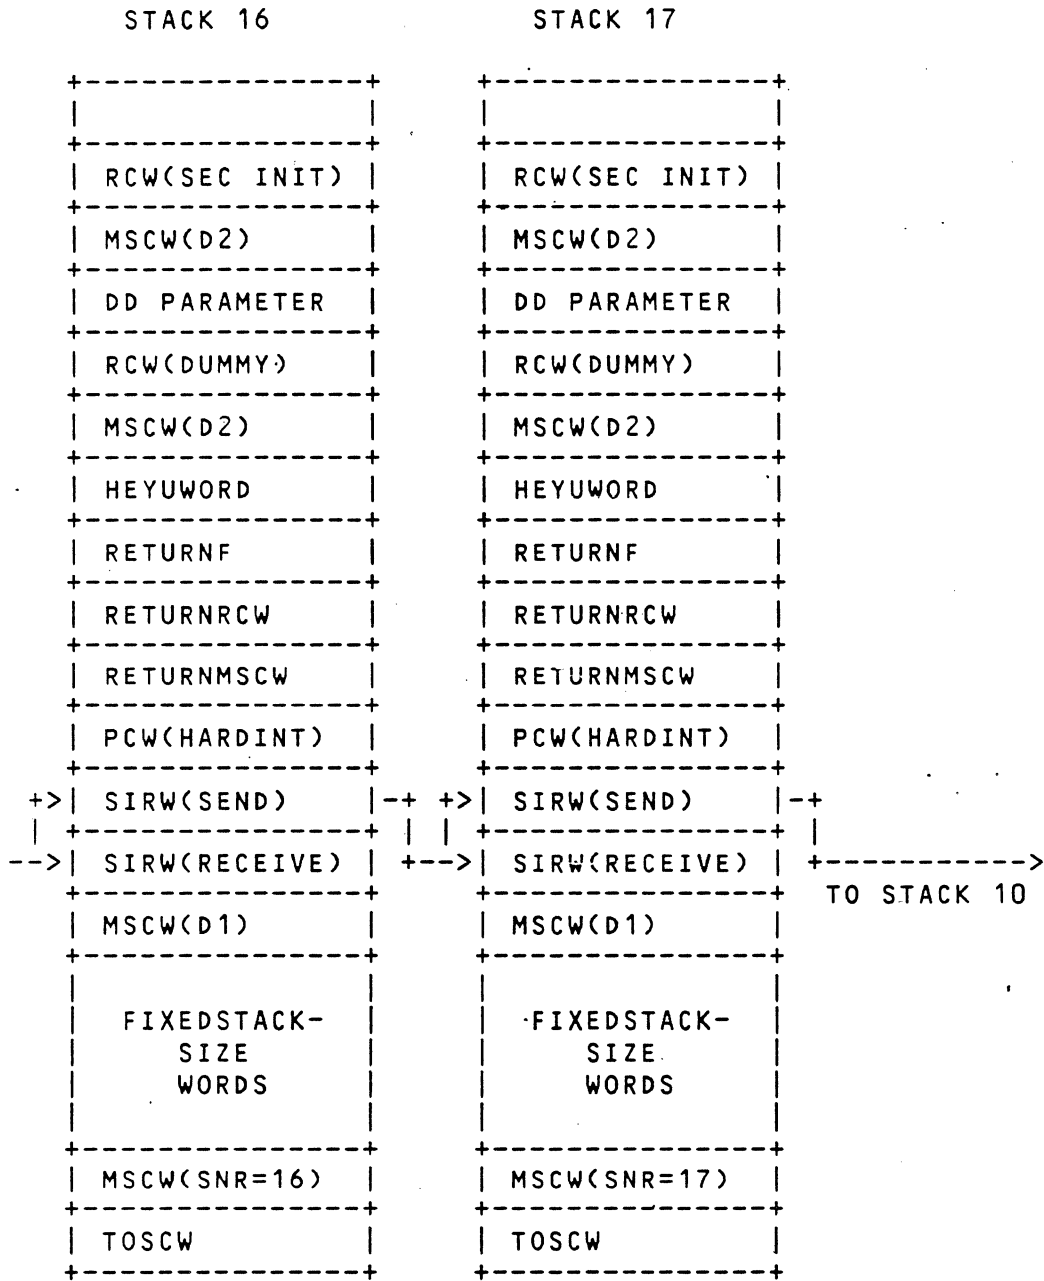 STACK 16 STACK 17
RCW(SEC INIT) RCW(SEC INIT)
MSCW(D2) MSCW(D2)
DD PARAMETER DD PARAMETER
RCW(DUMMY) RCW(DUMMY)
MSCW(D2) MSCW(D2)
HEYUWORD HEYUWORD
RETURNF RETURNF
RETURNRCW RETURNRCW
RETURNMSCW RETURNMSCW
PCW(HARDINT) PCW(HARDINT)
SIRW(SEND) SIRW(SEND)
SIRW(RECEIVE) SIRW(RECEIVE)
TO STACK 10
MSCW(D1) MSCW(D1)
FIXEDSTACK- FIXEDSTACK-
SIZE SIZE
WORDS WORDS
MSCW(SNR=16) MSCW(SNR=17)
TOSCW TOSCW